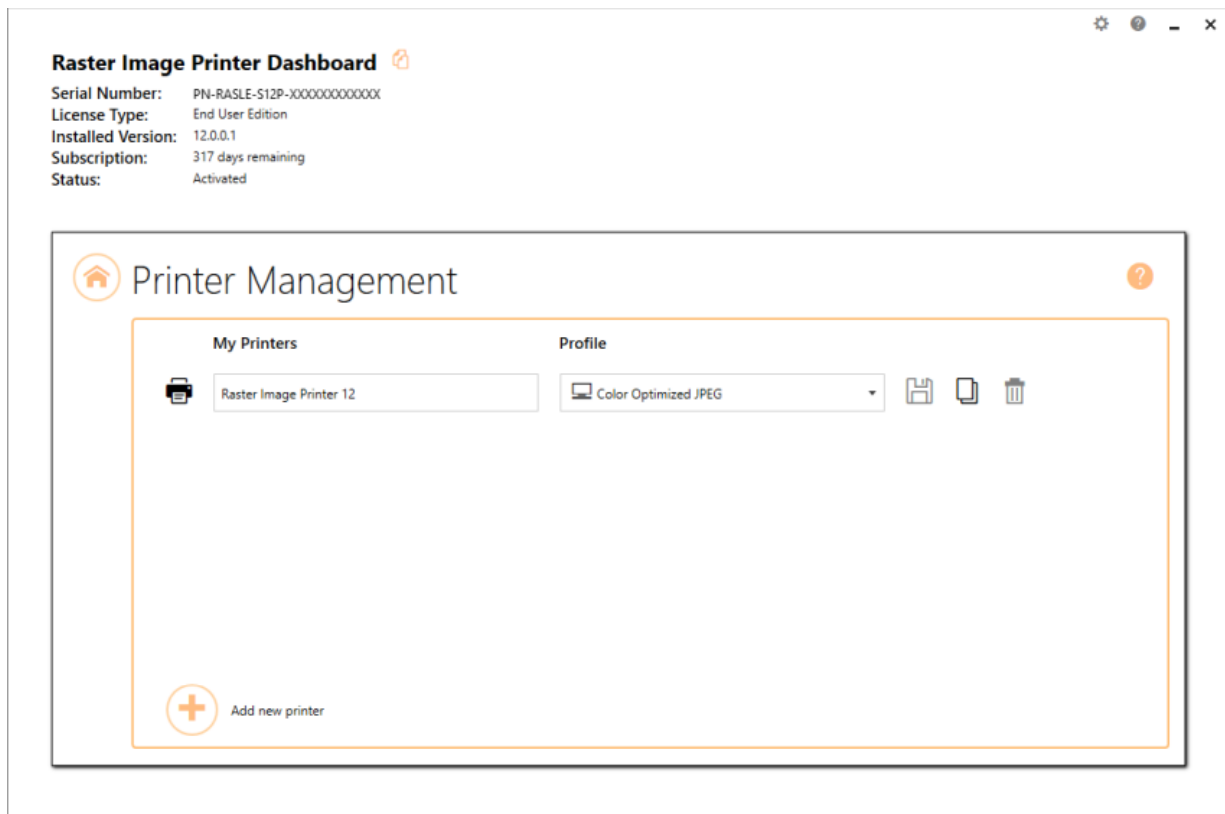 Raster Image Printer Dashboard
Serial Number: PN-RASLE-S12P-XXXXXXXXXXXX
License Type: End User Edition
Installed Version: 12.0.0.1
Subscription: 317 days remaining
Status: Activated
Printer Management
My Printers Profile
Raster Image Printer 12 Color Optimized JPEG
Add new printer